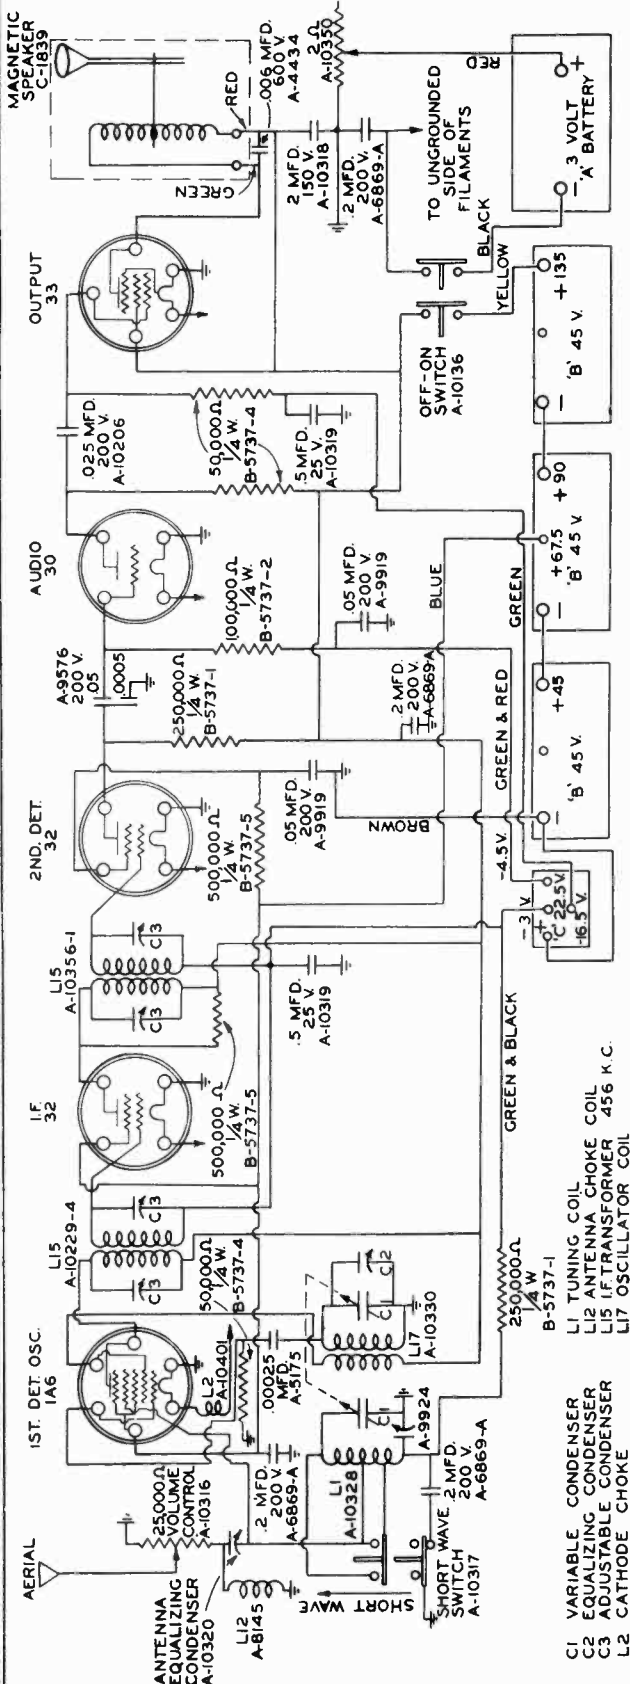 AERIAL
ANTENNA
EQUALIZING
CONDENSER
A-10320
25,000Ω
VOLUME
CONTROL
A-10316
L12
A-8145
SHORT WAVE
SHORT WAVE
SWITCH
A-10317
1ST. DET. OSC.
1A6
L2
A-10401
.2 MFD.
200 V.
A-6869-A
50,000Ω
1/4 W.
B-5737-4
.00025
MFD.
A-5175
L1
A-10328
C1
A-9924
.2 MFD.
200 V.
A-6869-A
C1
C2
L17
A-10330
250,000Ω
1/4 W
B-5737-1
L15
A-10229-4
C3
C3
I.F.
32
500,000 Ω
1/4 W.
B-5737-5
L15
A-10356-1
C3
C3
.5 MFD.
25 V.
A-10319
GREEN & BLACK
2ND. DET.
32
500,000 Ω
1/4 W.
B-5737-5
.05 MFD.
200 V.
A-9919
BROWN
A-9576
200 V.
.05
.0005
250,000Ω
1/4 W.
B-5737-1
.2 MFD.
200 V.
A-6869-A
AUDIO
30
100,000Ω
1/4 W.
B-5737-2
.05 MFD.
200 V.
A-9919
BLUE
GREEN
GREEN & RED
.025 MFD.
200 V.
A-10206
50,000Ω
1/4 W.
B-5737-4
.5 MFD.
25 V.
A-10319
OUTPUT
33
OFF-ON
SWITCH
A-10136
YELLOW
BLACK
MAGNETIC
SPEAKER
C-1839
GREEN
RED
.006 MFD.
600 V.
A-4434
2 MFD.
150 V.
A-10318
.2 MFD.
200 V.
A-6869-A
2 Ω
A-10350
RED
TO UNGROUNDED
SIDE OF
FILAMENTS
- 3 V.
-4.5 V.
+ 'C' 22.5 V.
-16.5 V.
- 'B' 45 V. +45
- 'B' 45 V. +67.5 +90
- 'B' 45 V. +135
- 3 VOLT +
'A' BATTERY
C1 VARIABLE CONDENSER
C2 EQUALIZING CONDENSER
C3 ADJUSTABLE CONDENSER
L2 CATHODE CHOKE
L1 TUNING COIL
L12 ANTENNA CHOKE COIL
L15 I.F. TRANSFORMER 456 K.C.
L17 OSCILLATOR COIL